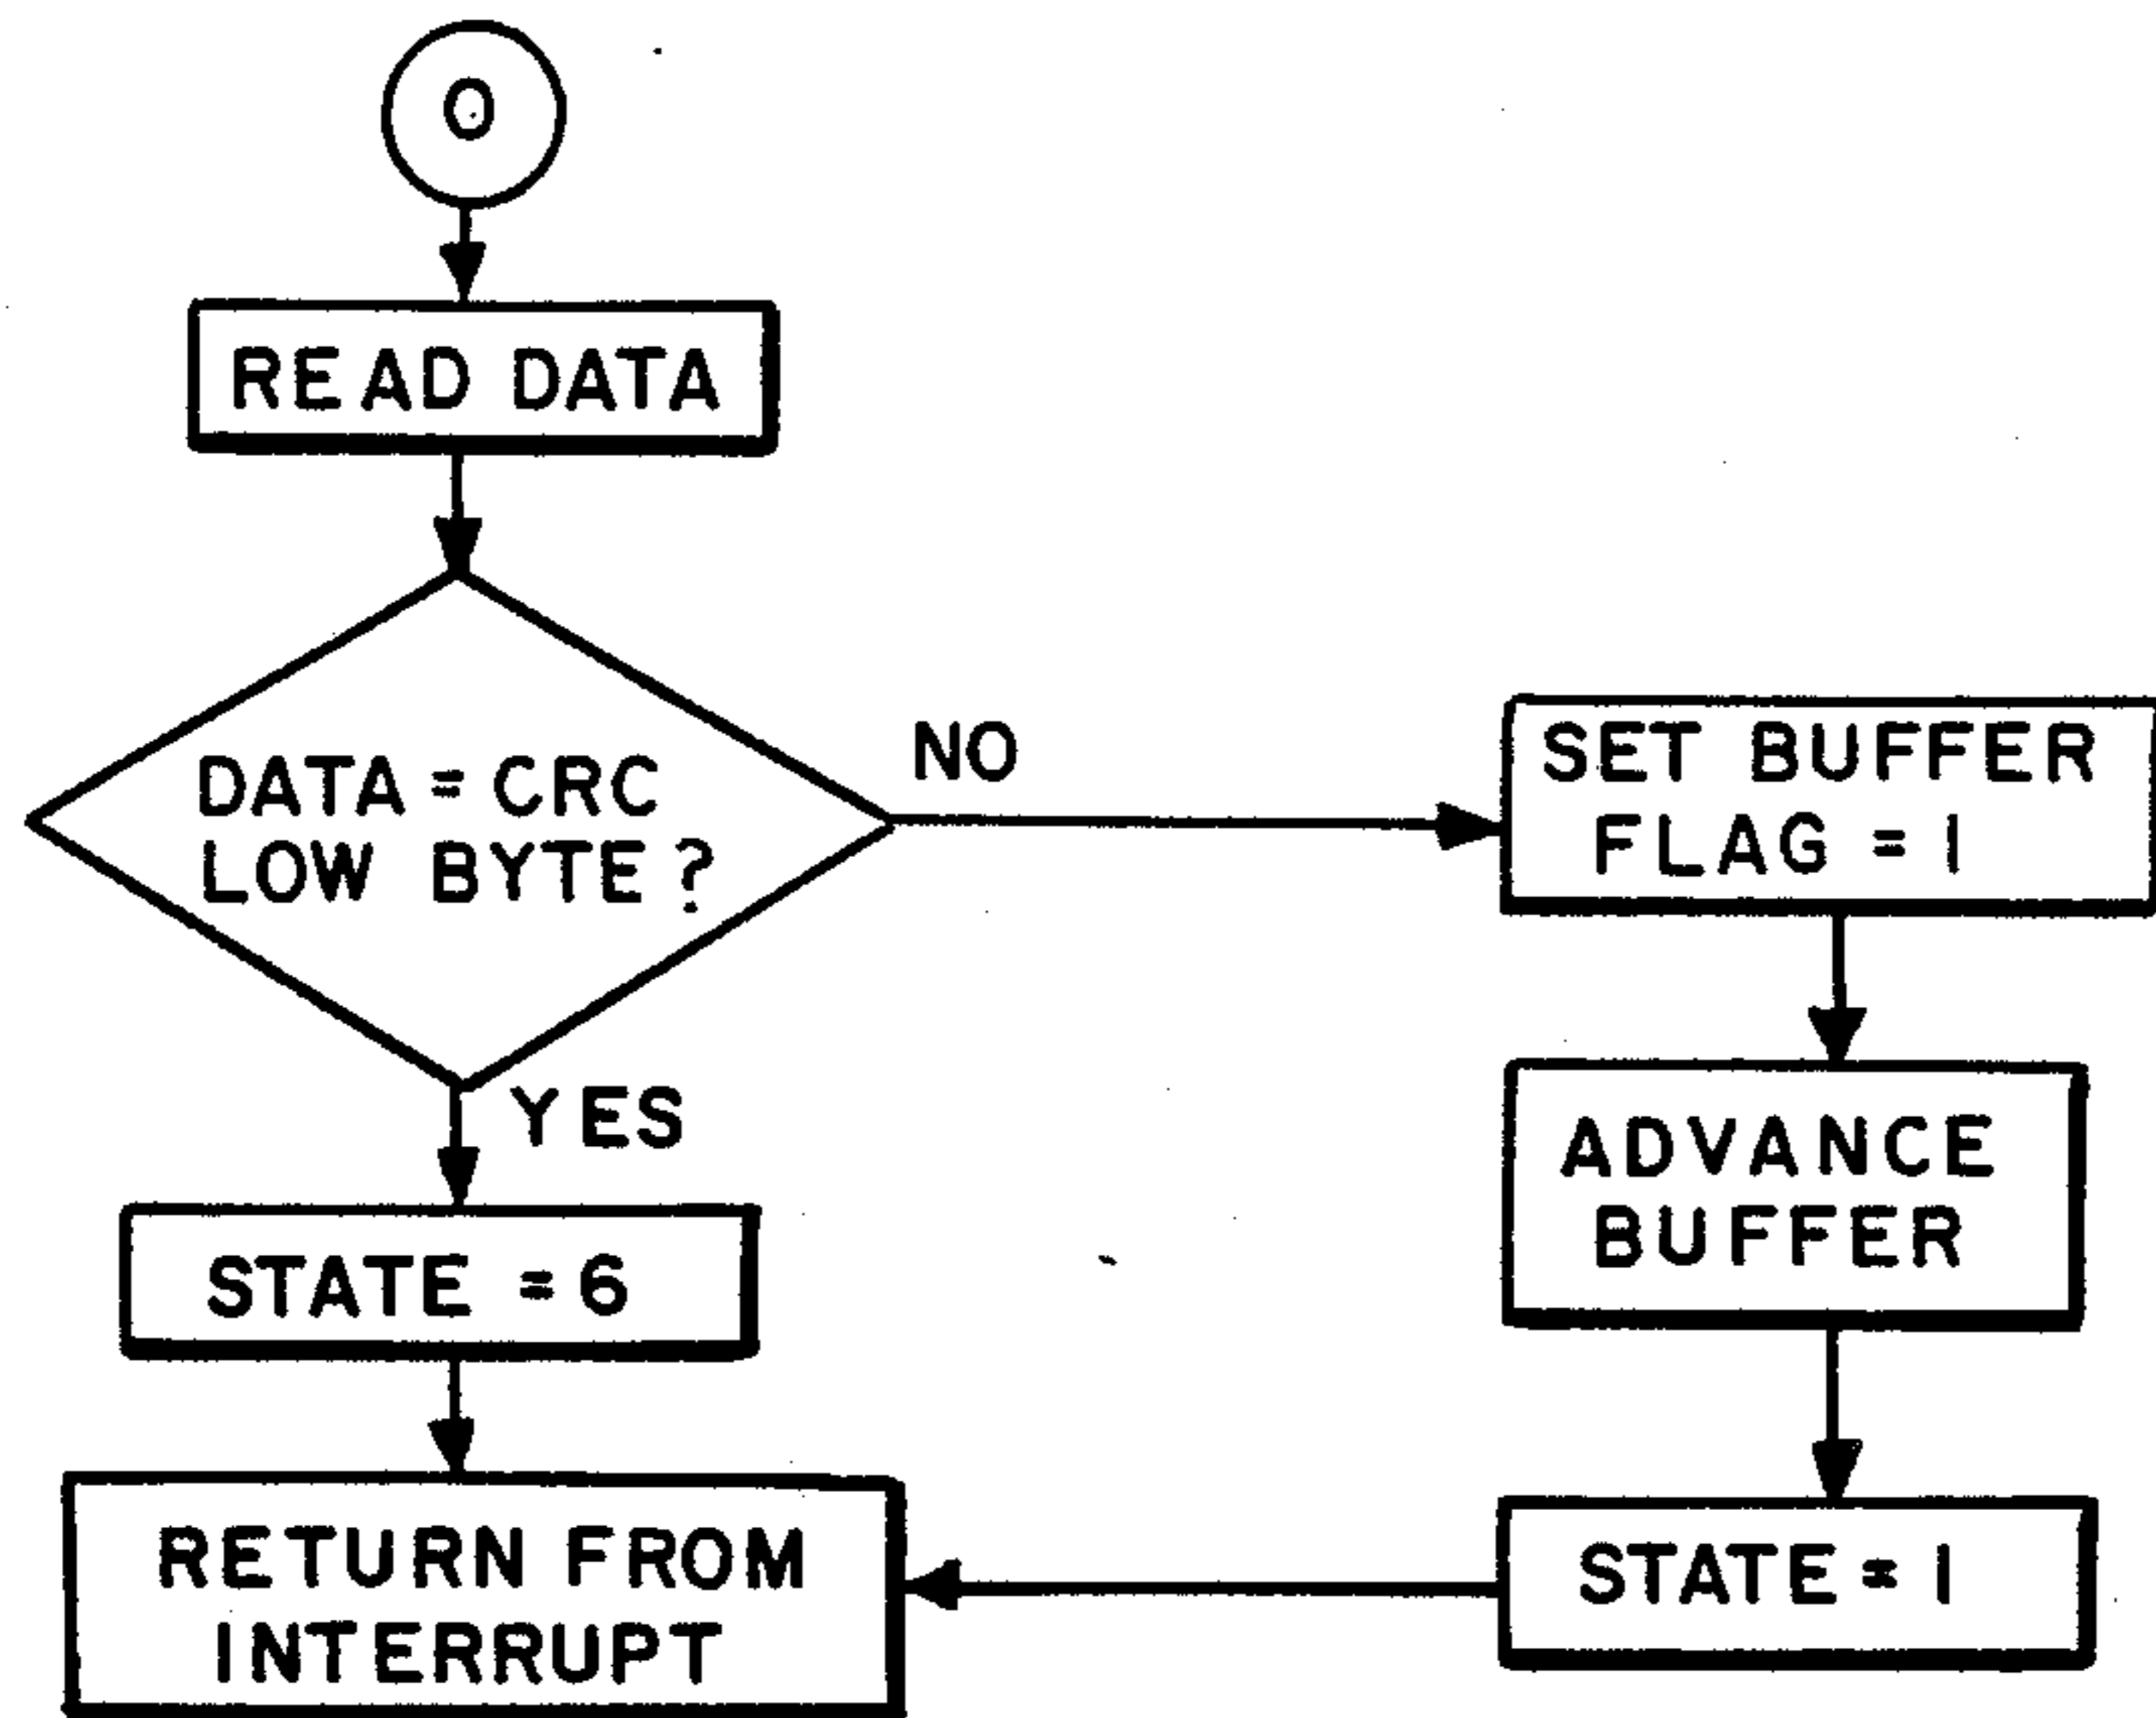 O
READ DATA
DATA = CRC
LOW BYTE ?
NO
SET BUFFER
FLAG = 1
YES
ADVANCE
BUFFER
STATE = 6
RETURN FROM
INTERRUPT
STATE = 1